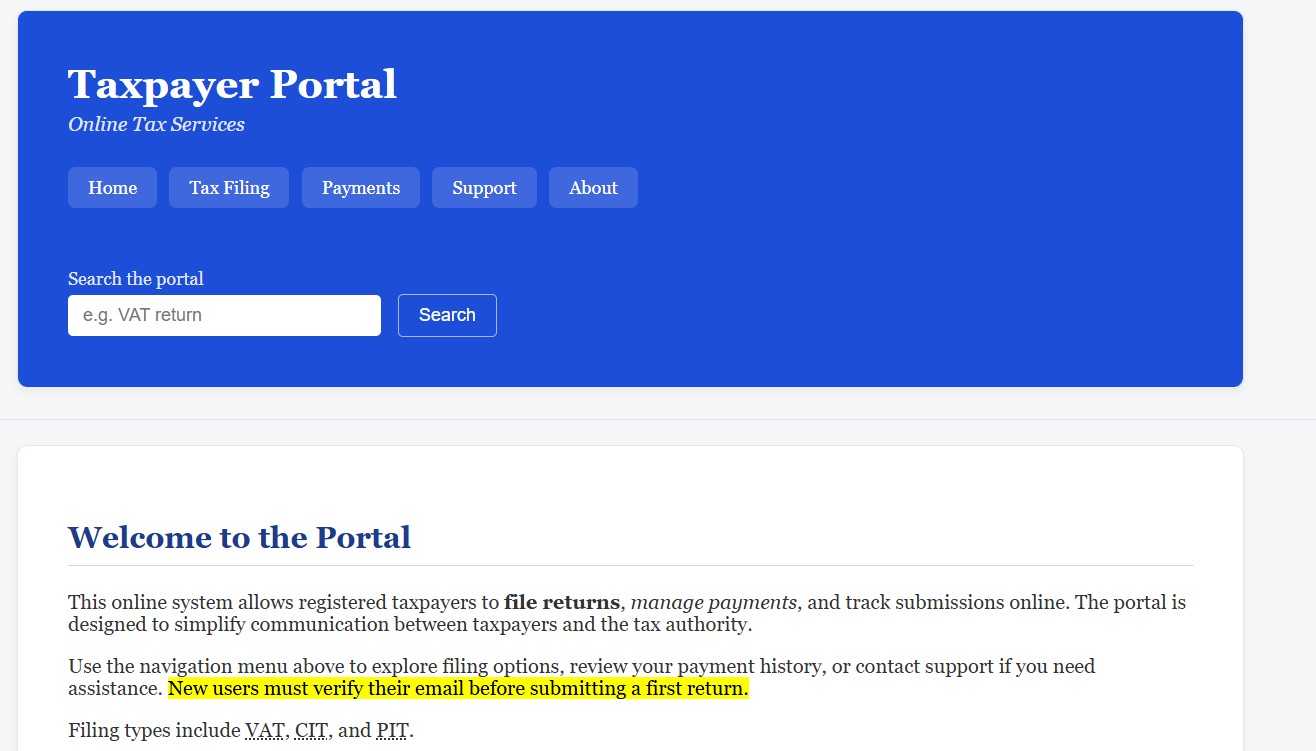 Taxpayer Portal
Online Tax Services
Home
Tax Filing
Payments
Support
About
Search the portal
e.g. VAT return
Search
Welcome to the Portal
This online system allows registered taxpayers to file returns, manage payments, and track submissions online. The portal is
designed to simplify communication between taxpayers and the tax authority.
Use the navigation menu above to explore filing options, review your payment history, or contact support if you need
assistance. New users must verify their email before submitting a first return.
Filing types include VAT, CIT, and PIT.